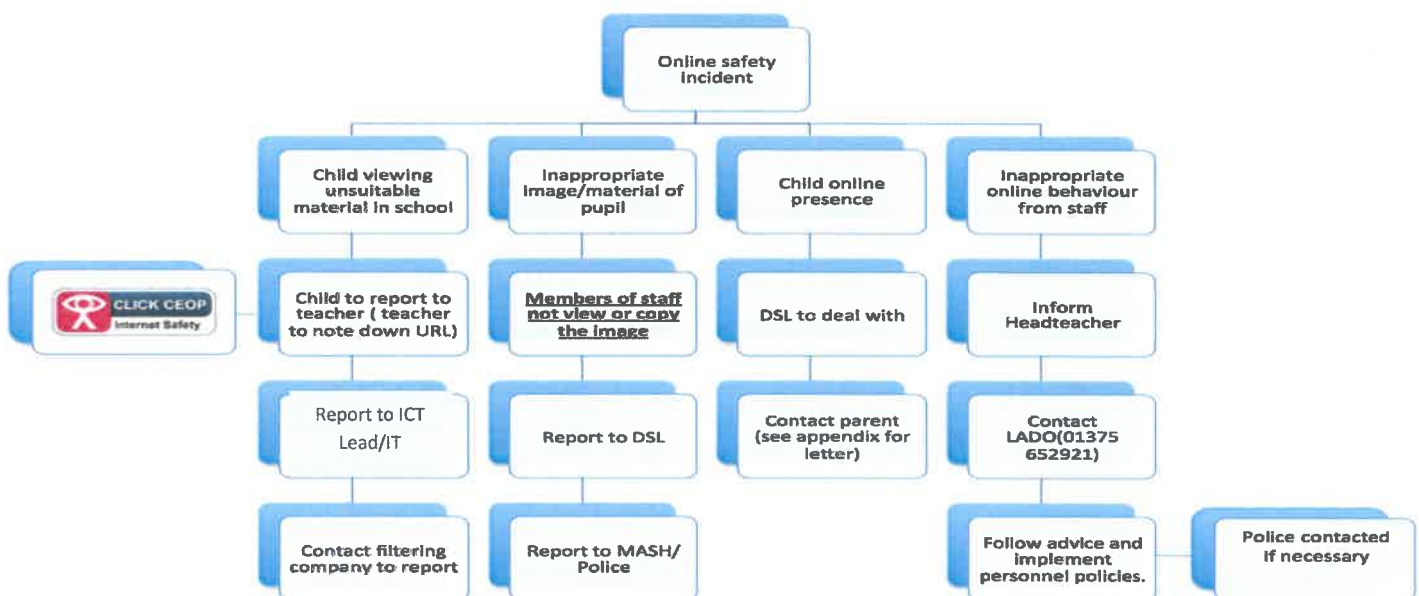 Online safety
incident
Child viewing
unsuitable
material in school
Inappropriate
image/material of
pupil
Child online
presence
Inappropriate
online behaviour
from staff
CLICK CEOP
Internet Safety
Child to report to
teacher ( teacher
to note down URL)
Members of staff
not view or copy
the image
DSL to deal with
Inform
Headteacher
Report to ICT
Lead/IT
Report to DSL
Contact parent
(see appendix for
letter)
Contact
LADO(01375
652921)
Contact filtering
company to report
Report to MASH/
Police
Follow advice and
implement
personnel policies.
Police contacted
if necessary